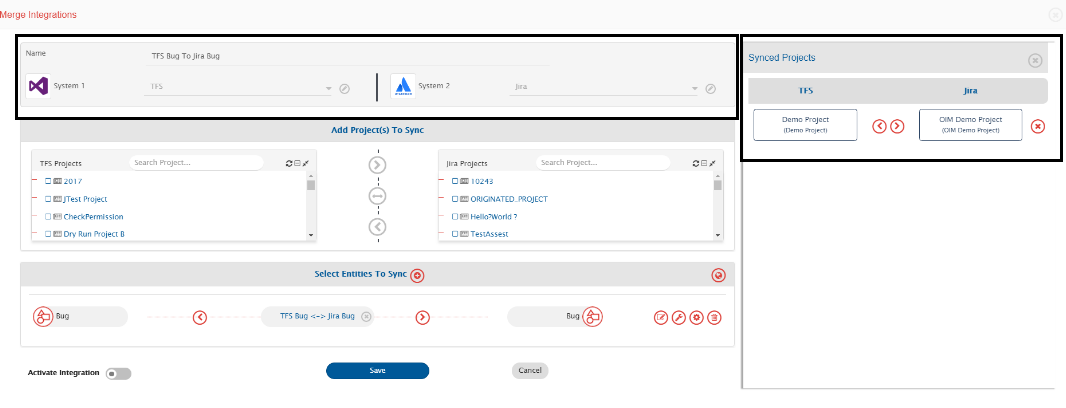 Merge Integrations
Name
TFS Bug To Jira Bug
System 1
TFS
System 2
Jira
Synced Projects
TFS Jira
Demo Project
(Demo Project)
OIM Demo Project
(OIM Demo Project)
Add Project(s) To Sync
TFS Projects
Search Project...
2017
JTest Project
CheckPermission
Dry Run Project B
Jira Projects
Search Project...
10243
ORIGINATED_PROJECT
Hello?World ?
TestAssest
Select Entities To Sync
Bug
TFS Bug <-> Jira Bug
Bug
Activate Integration
Save
Cancel